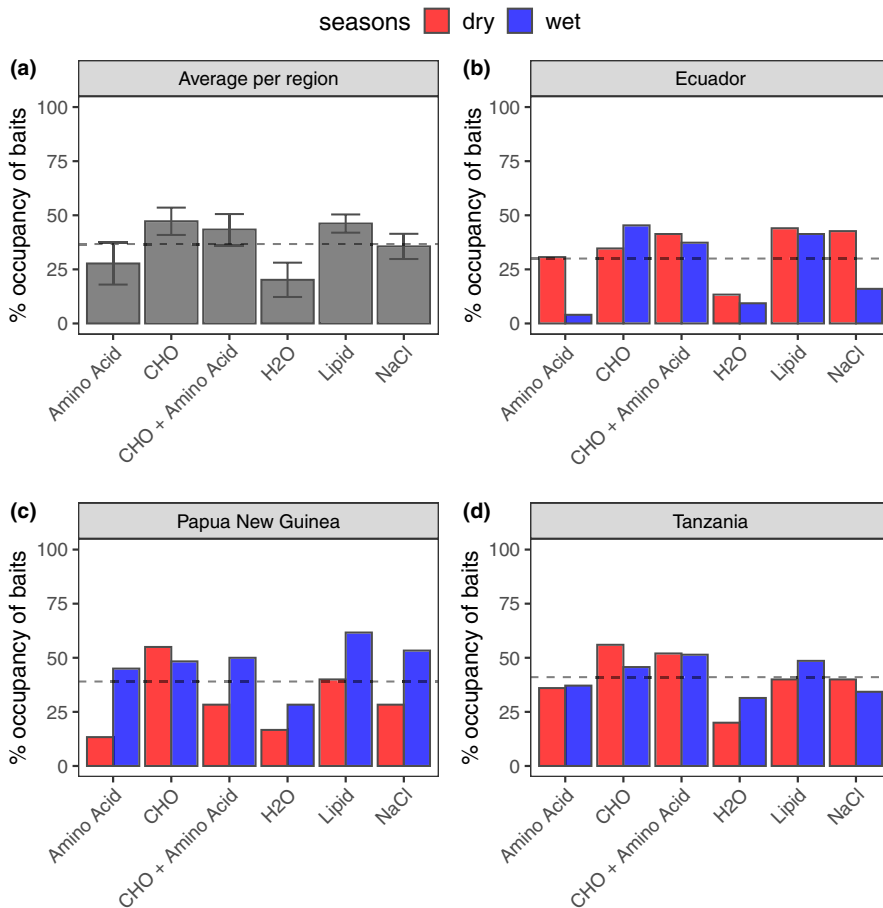 seasons dry wet
(a)
Average per region
% occupancy of baits
100
75
50
25
0
Amino Acid
CHO
CHO + Amino Acid
H2O
Lipid
NaCl
(b)
Ecuador
% occupancy of baits
100
75
50
25
0
Amino Acid
CHO
CHO + Amino Acid
H2O
Lipid
NaCl
(c)
Papua New Guinea
% occupancy of baits
100
75
50
25
0
Amino Acid
CHO
CHO + Amino Acid
H2O
Lipid
NaCl
(d)
Tanzania
% occupancy of baits
100
75
50
25
0
Amino Acid
CHO
CHO + Amino Acid
H2O
Lipid
NaCl